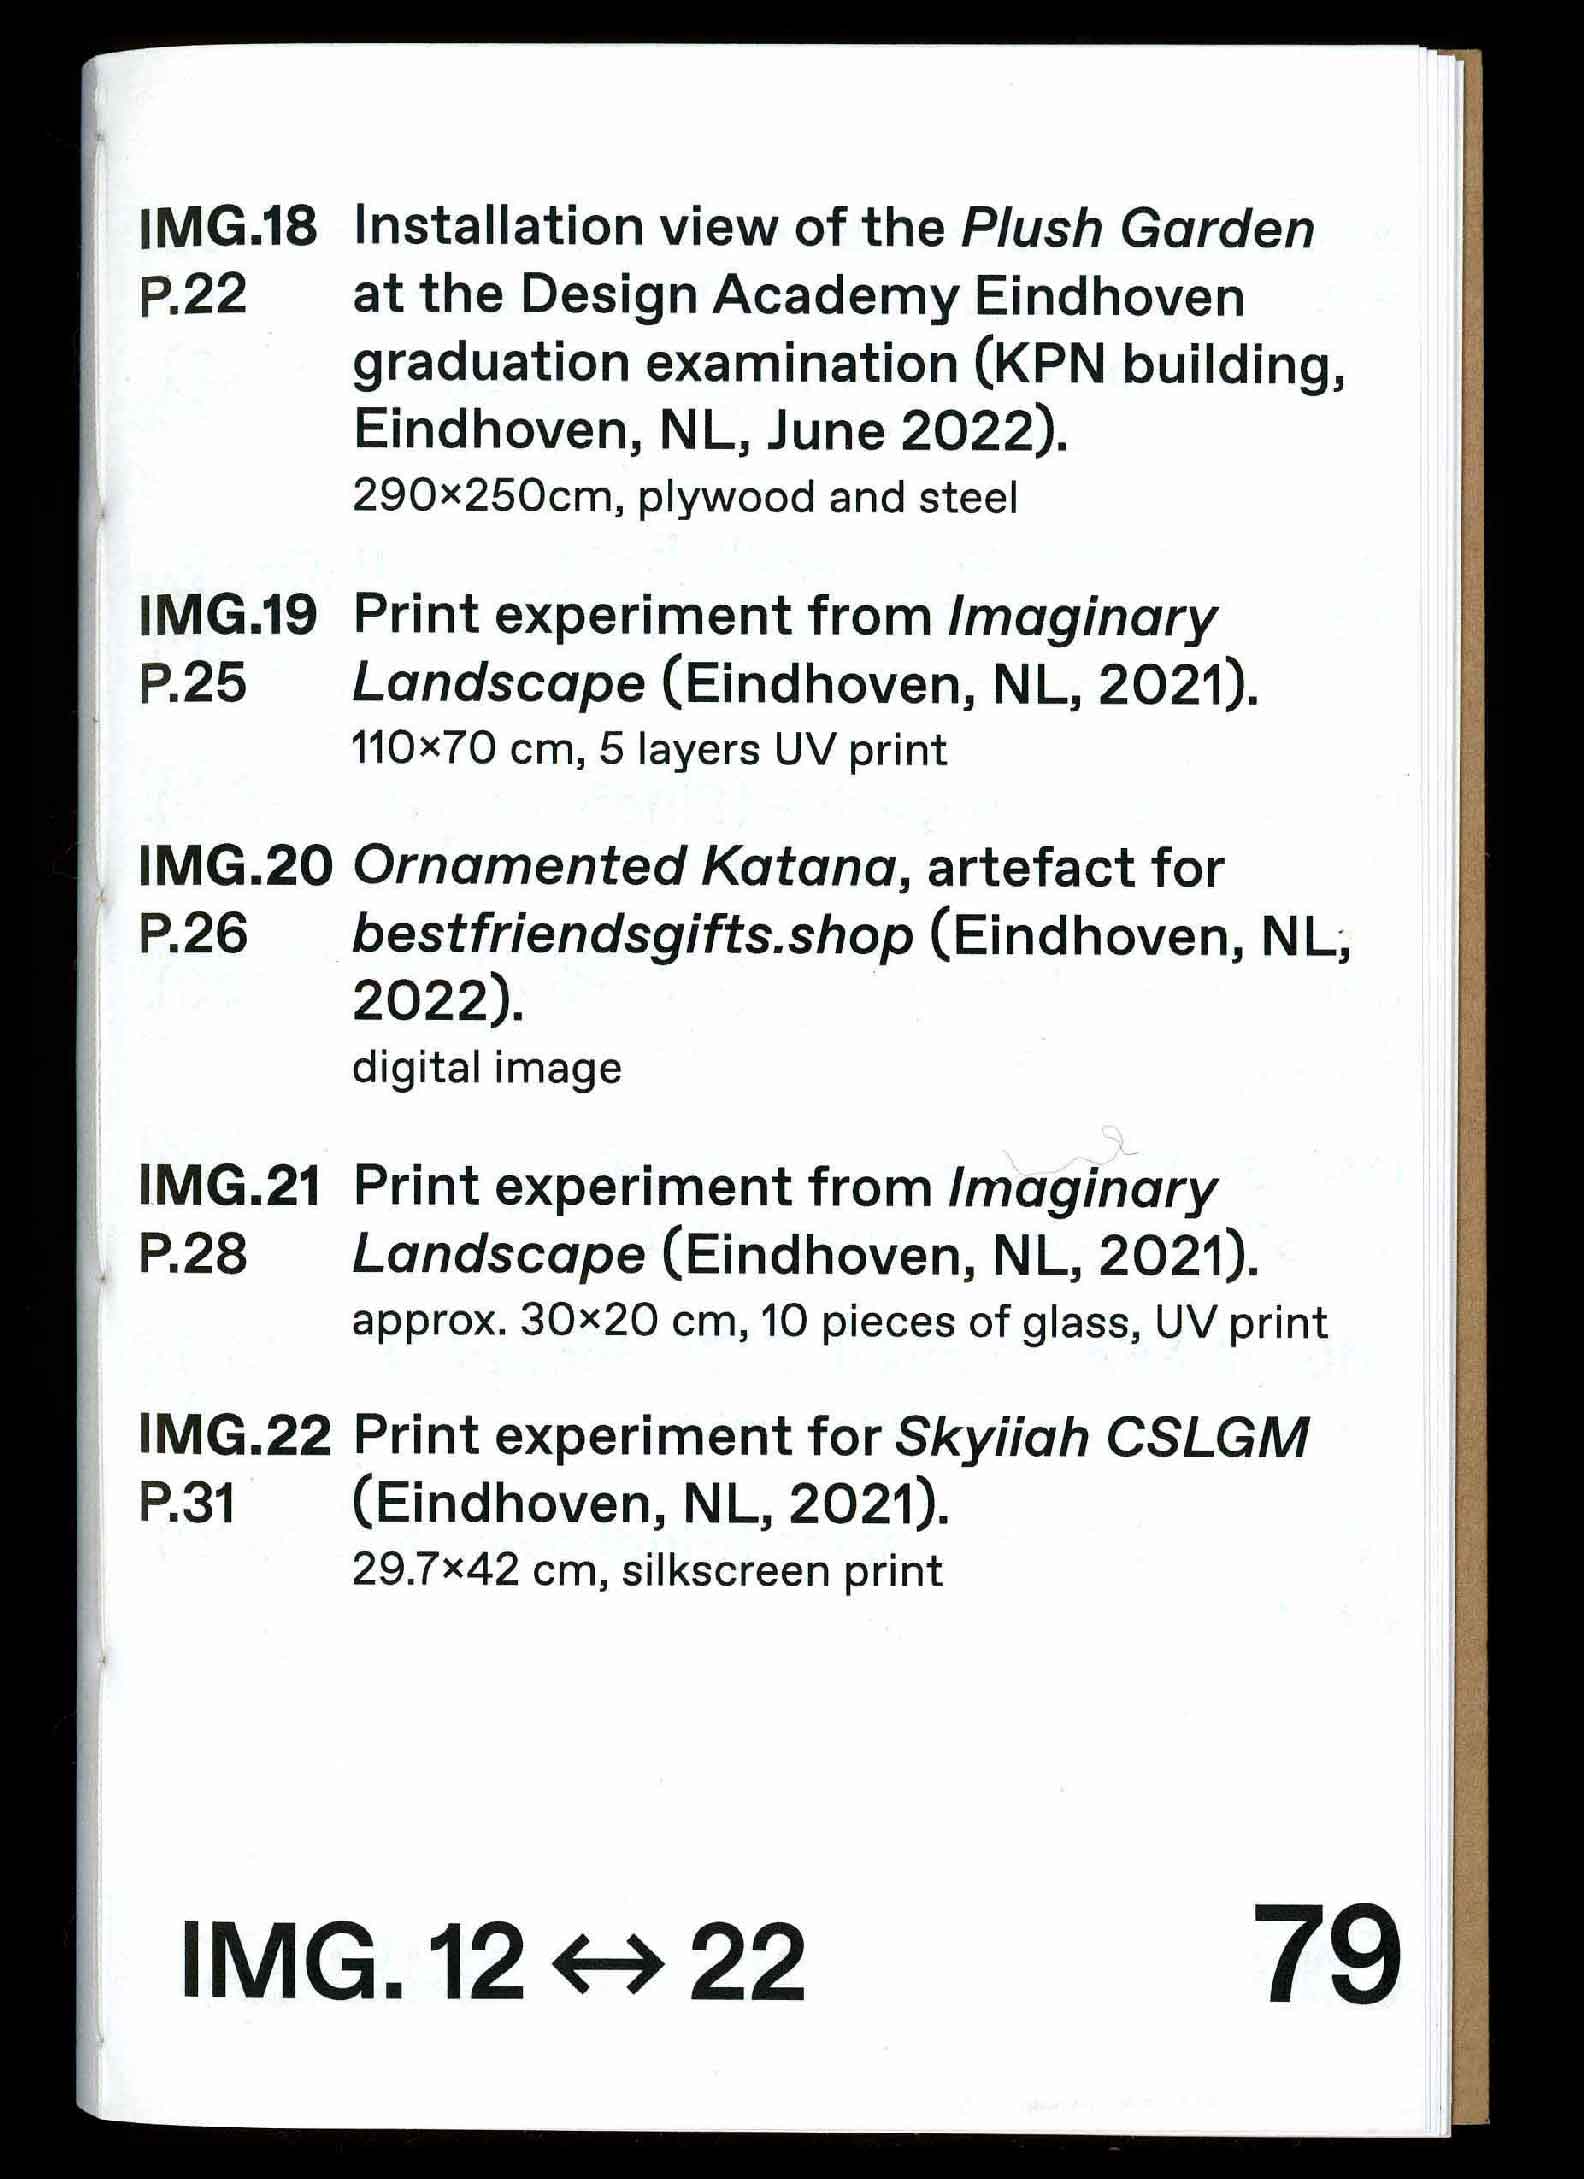 IMG.18 Installation view of the Plush Garden
P.22 at the Design Academy Eindhoven
graduation examination (KPN building,
Eindhoven, NL, June 2022).
290×250cm, plywood and steel
IMG.19 Print experiment from Imaginary
P.25 Landscape (Eindhoven, NL, 2021).
110×70 cm, 5 layers UV print
IMG.20 Ornamented Katana, artefact for
P.26 bestfriendsgifts.shop (Eindhoven, NL,
2022).
digital image
IMG.21 Print experiment from Imaginary
P.28 Landscape (Eindhoven, NL, 2021).
approx. 30×20 cm, 10 pieces of glass, UV print
IMG.22 Print experiment for Skyiiah CSLGM
P.31 (Eindhoven, NL, 2021).
29.7×42 cm, silkscreen print
IMG. 12 ↔ 22 79